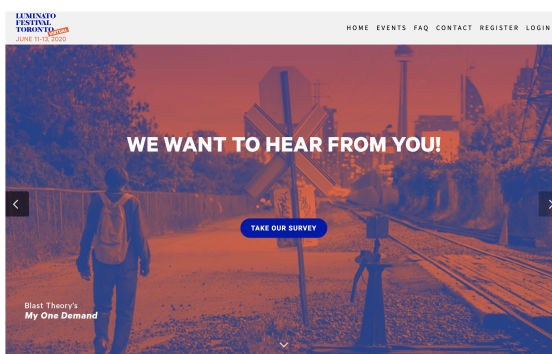 LUMINATO
FESTIVAL
TORONTO
VIRTUAL
JUNE 11-13, 2020
HOME EVENTS FAQ CONTACT REGISTER LOGIN
WE WANT TO HEAR FROM YOU!
TAKE OUR SURVEY
Blast Theory's
My One Demand